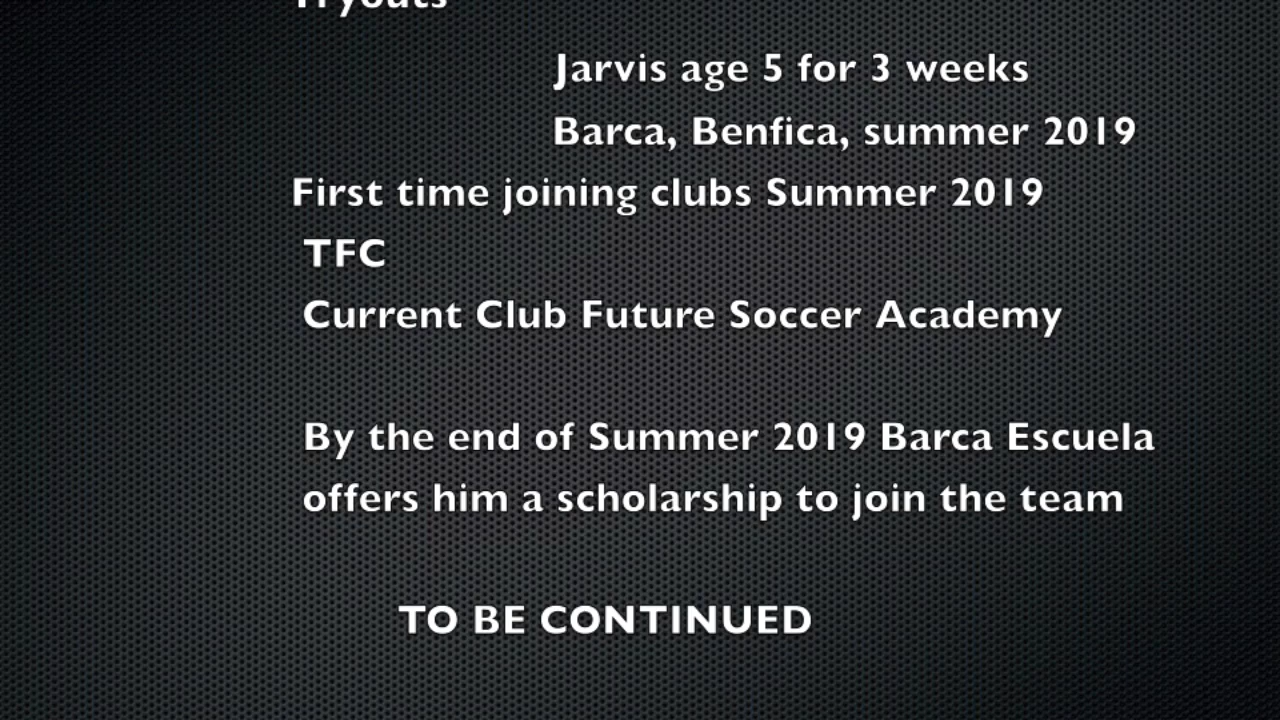 Tryouts
Jarvis age 5 for 3 weeks
Barca, Benfica, summer 2019
First time joining clubs Summer 2019
TFC
Current Club Future Soccer Academy
By the end of Summer 2019 Barca Escuela
offers him a scholarship to join the team
TO BE CONTINUED